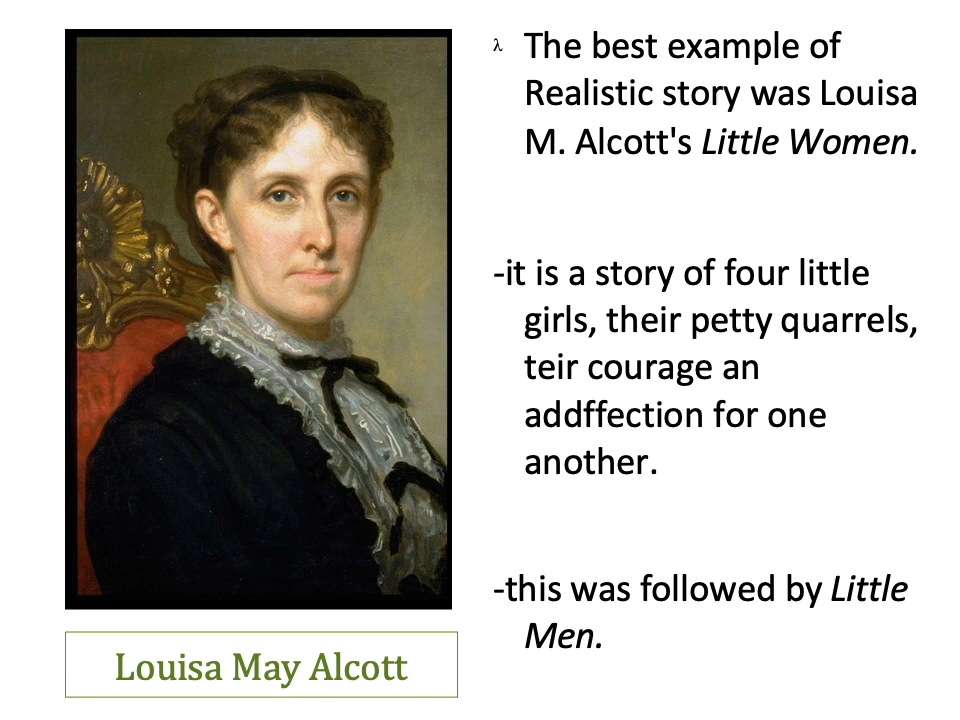 λ The best example of
Realistic story was Louisa
M. Alcott's Little Women.
-it is a story of four little
girls, their petty quarrels,
teir courage an
addffection for one
another.
-this was followed by Little
Men.
Louisa May Alcott